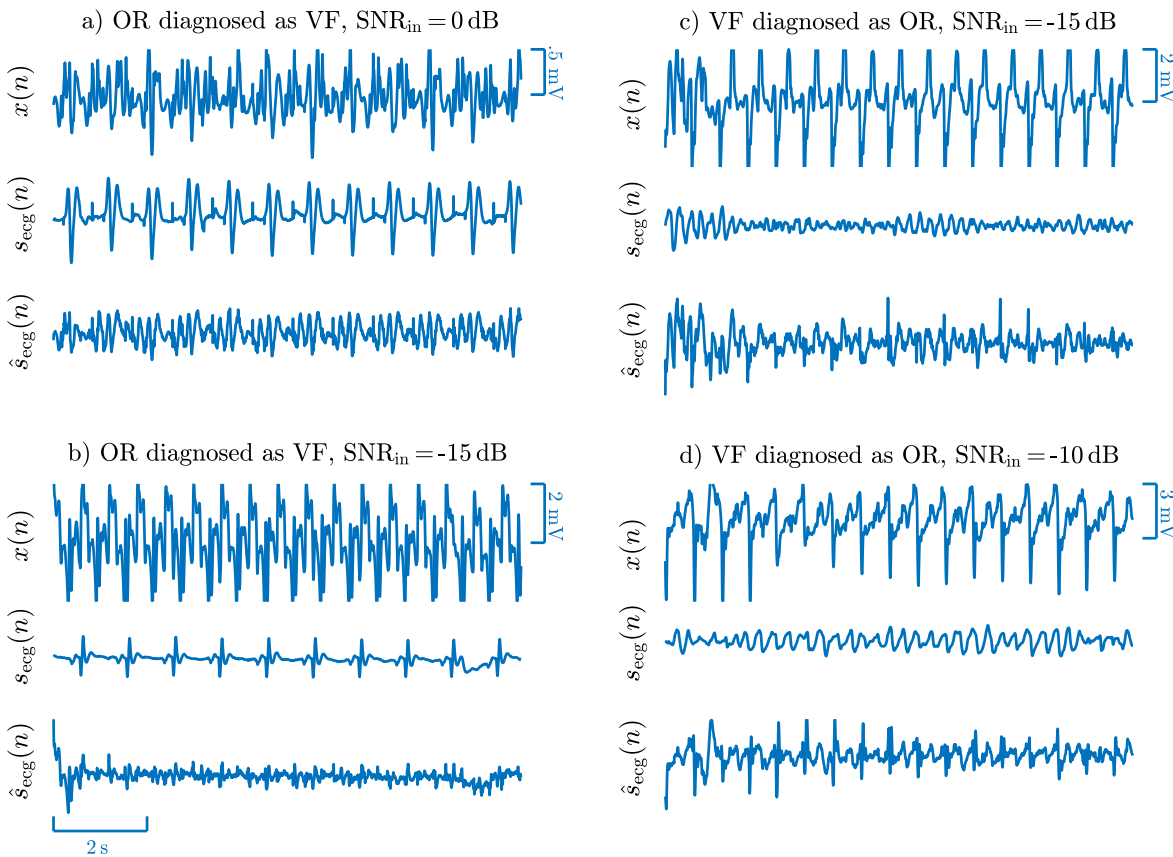 a) OR diagnosed as VF, SNR_in = 0 dB
x(n)
.5 mV
s_ecg(n)
ŝ_ecg(n)
b) OR diagnosed as VF, SNR_in = -15 dB
x(n)
2 mV
s_ecg(n)
ŝ_ecg(n)
2 s
c) VF diagnosed as OR, SNR_in = -15 dB
x(n)
2 mV
s_ecg(n)
ŝ_ecg(n)
d) VF diagnosed as OR, SNR_in = -10 dB
x(n)
3 mV
s_ecg(n)
ŝ_ecg(n)